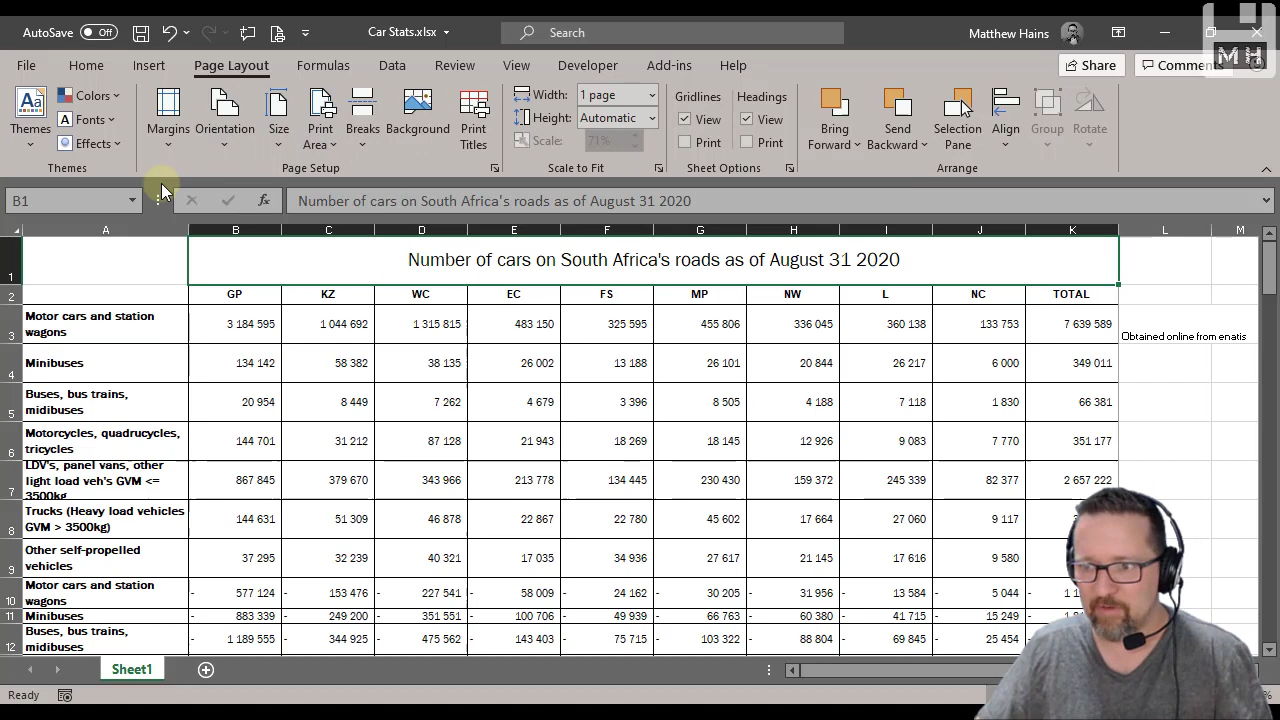 AutoSave Off Car Stats.xlsx Search Matthew Hains
File Home Insert Page Layout Formulas Data Review View Developer Add-ins Help Share Comments
Themes Colors Fonts Effects Margins Orientation Size Print Area Breaks Background Print Titles Width: 1 page Height: Automatic Scale: 71% Gridlines View Print Headings View Print Bring Forward Send Backward Selection Pane Align Group Rotate
Themes Page Setup Scale to Fit Sheet Options Arrange
MH
B1 fx Number of cars on South Africa's roads as of August 31 2020
A B C D E F G H I J K L M
1 Number of cars on South Africa's roads as of August 31 2020
2 GP KZ WC EC FS MP NW L NC TOTAL
3 Motor cars and station wagons 3 184 595 1 044 692 1 315 815 483 150 325 595 455 806 336 045 360 138 133 753 7 639 589 Obtained online from enatis
4 Minibuses 134 142 58 382 38 135 26 002 13 188 26 101 20 844 26 217 6 000 349 011
5 Buses, bus trains, midibuses 20 954 8 449 7 262 4 679 3 396 8 505 4 188 7 118 1 830 66 381
6 Motorcycles, quadrucycles, tricycles 144 701 31 212 87 128 21 943 18 269 18 145 12 926 9 083 7 770 351 177
7 LDV's, panel vans, other light load veh's GVM <= 3500kg 867 845 379 670 343 966 213 778 134 445 230 430 159 372 245 339 82 377 2 657 222
8 Trucks (Heavy load vehicles GVM > 3500kg) 144 631 51 309 46 878 22 867 22 780 45 602 17 664 27 060 9 117
9 Other self-propelled vehicles 37 295 32 239 40 321 17 035 34 936 27 617 21 145 17 616 9 580
10 Motor cars and station wagons - 577 124 - 153 476 - 227 541 - 58 009 - 24 162 - 30 205 - 31 956 - 13 584 - 5 044 -
11 Minibuses - 883 339 - 249 200 - 351 551 - 100 706 - 49 939 - 66 763 - 60 380 - 41 715 - 15 249 -
12 Buses, bus trains, midibuses - 1 189 555 - 344 925 - 475 562 - 143 403 - 75 715 - 103 322 - 88 804 - 69 845 - 25 454 -
Sheet1
Ready